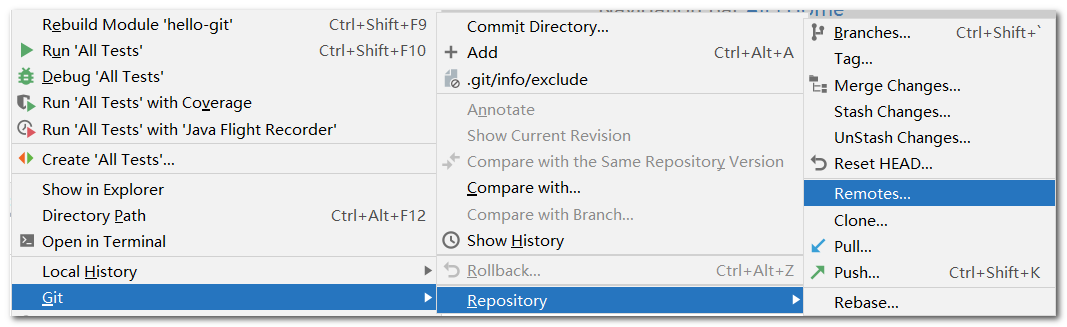 Rebuild Module 'hello-git' Ctrl+Shift+F9
Run 'All Tests' Ctrl+Shift+F10
Debug 'All Tests'
Run 'All Tests' with Coverage
Run 'All Tests' with 'Java Flight Recorder'
Create 'All Tests'...
Show in Explorer
Directory Path Ctrl+Alt+F12
Open in Terminal
Local History
Git
Commit Directory...
Add Ctrl+Alt+A
.git/info/exclude
Annotate
Show Current Revision
Compare with the Same Repository Version
Compare with...
Compare with Branch...
Show History
Rollback... Ctrl+Alt+Z
Repository
Branches... Ctrl+Shift+`
Tag...
Merge Changes...
Stash Changes...
UnStash Changes...
Reset HEAD...
Remotes...
Clone...
Pull...
Push... Ctrl+Shift+K
Rebase...